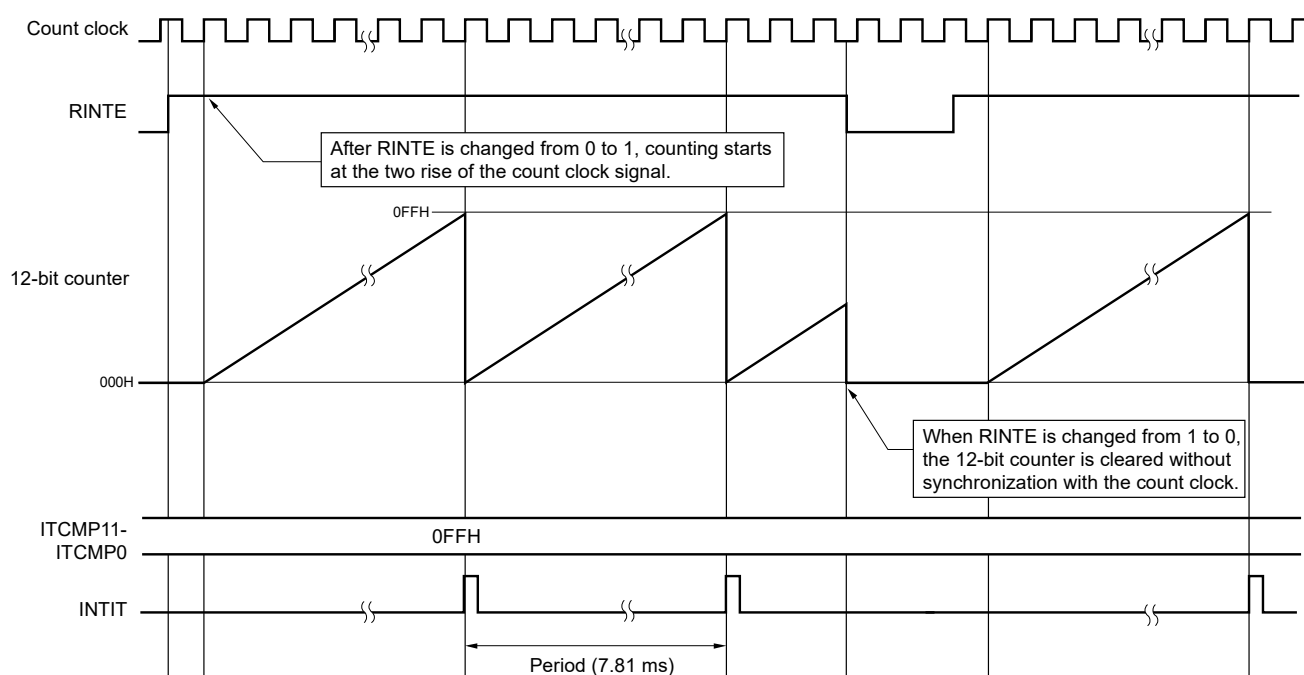 Count clock
RINTE
After RINTE is changed from 0 to 1, counting starts
at the two rise of the count clock signal.
0FFH
12-bit counter
000H
When RINTE is changed from 1 to 0,
the 12-bit counter is cleared without
synchronization with the count clock.
ITCMP11-
ITCMP0
0FFH
INTIT
Period (7.81 ms)